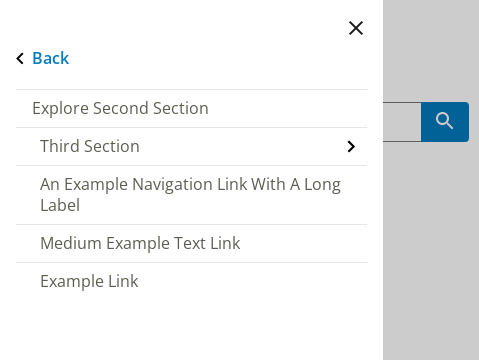 Back
Explore Second Section
Third Section
An Example Navigation Link With A Long
Label
Medium Example Text Link
Example Link